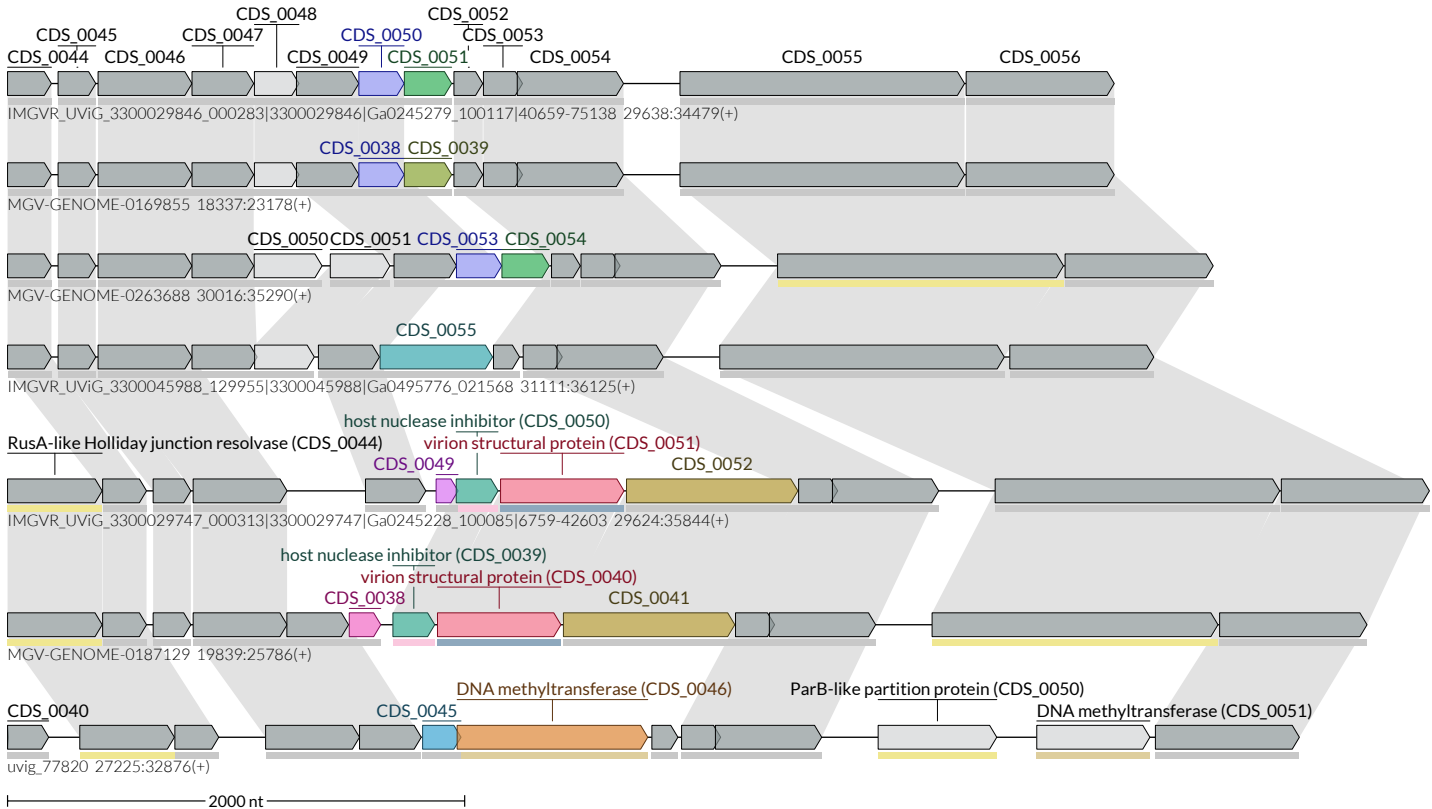 CDS_0048 CDS_0052
CDS_0045 CDS_0047 CDS_0050 CDS_0053
CDS_0044 CDS_0046 CDS_0049 CDS_0051 CDS_0054 CDS_0055 CDS_0056
IMGVR_UViG_3300029846_000283|3300029846|Ga0245279_100117|40659-75138 29638:34479(+)
CDS_0038 CDS_0039
MGV-GENOME-0169855 18337:23178(+)
CDS_0050 CDS_0051 CDS_0053 CDS_0054
MGV-GENOME-0263688 30016:35290(+)
CDS_0055
IMGVR_UViG_3300045988_129955|3300045988|Ga0495776_021568 31111:36125(+)
host nuclease inhibitor (CDS_0050)
RusA-like Holliday junction resolvase (CDS_0044) virion structural protein (CDS_0051)
CDS_0049 CDS_0052
IMGVR_UViG_3300029747_000313|3300029747|Ga0245228_100085|6759-42603 29624:35844(+)
host nuclease inhibitor (CDS_0039)
virion structural protein (CDS_0040)
CDS_0038 CDS_0041
MGV-GENOME-0187129 19839:25786(+)
DNA methyltransferase (CDS_0046) ParB-like partition protein (CDS_0050)
CDS_0040 CDS_0045 DNA methyltransferase (CDS_0051)
uvig_77820 27225:32876(+)
2000 nt